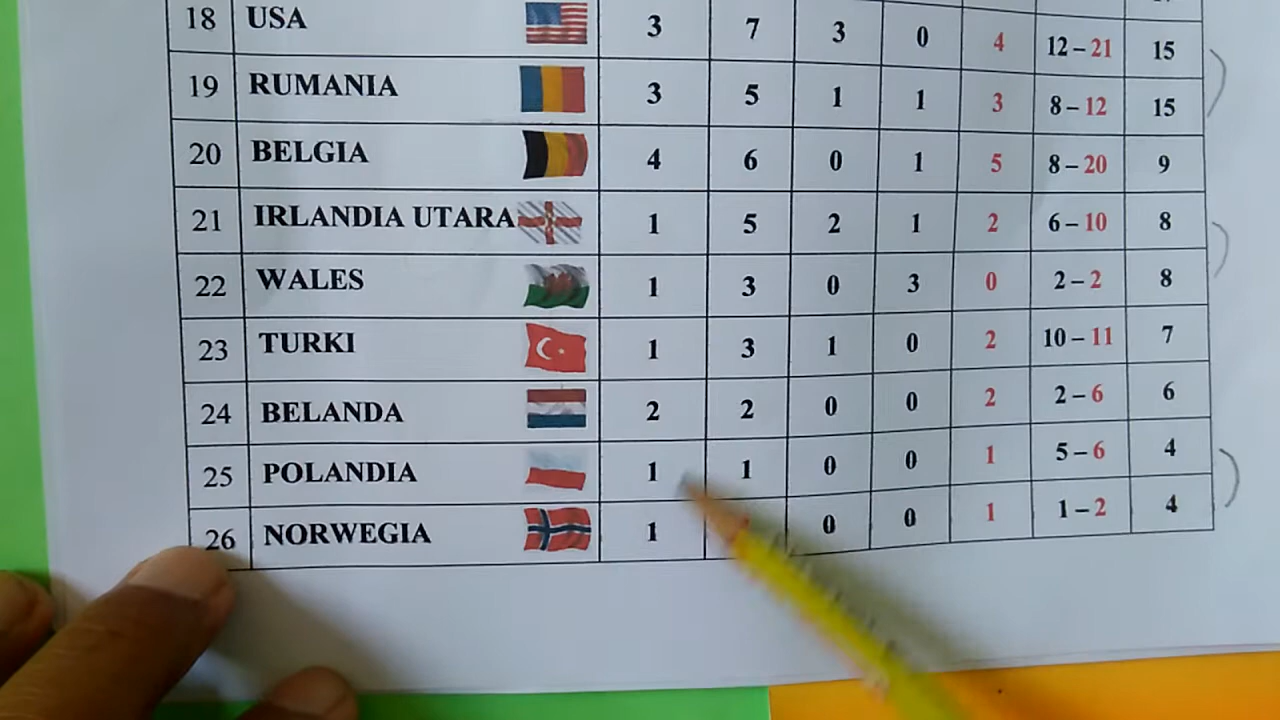 18 USA 3 7 3 0 4 12 – 21 15
19 RUMANIA 3 5 1 1 3 8 – 12 15
20 BELGIA 4 6 0 1 5 8 – 20 9
21 IRLANDIA UTARA 1 5 2 1 2 6 – 10 8
22 WALES 1 3 0 3 0 2 – 2 8
23 TURKI 1 3 1 0 2 10 – 11 7
24 BELANDA 2 2 0 0 2 2 – 6 6
25 POLANDIA 1 1 0 0 1 5 – 6 4
26 NORWEGIA 1 0 0 1 1 – 2 4